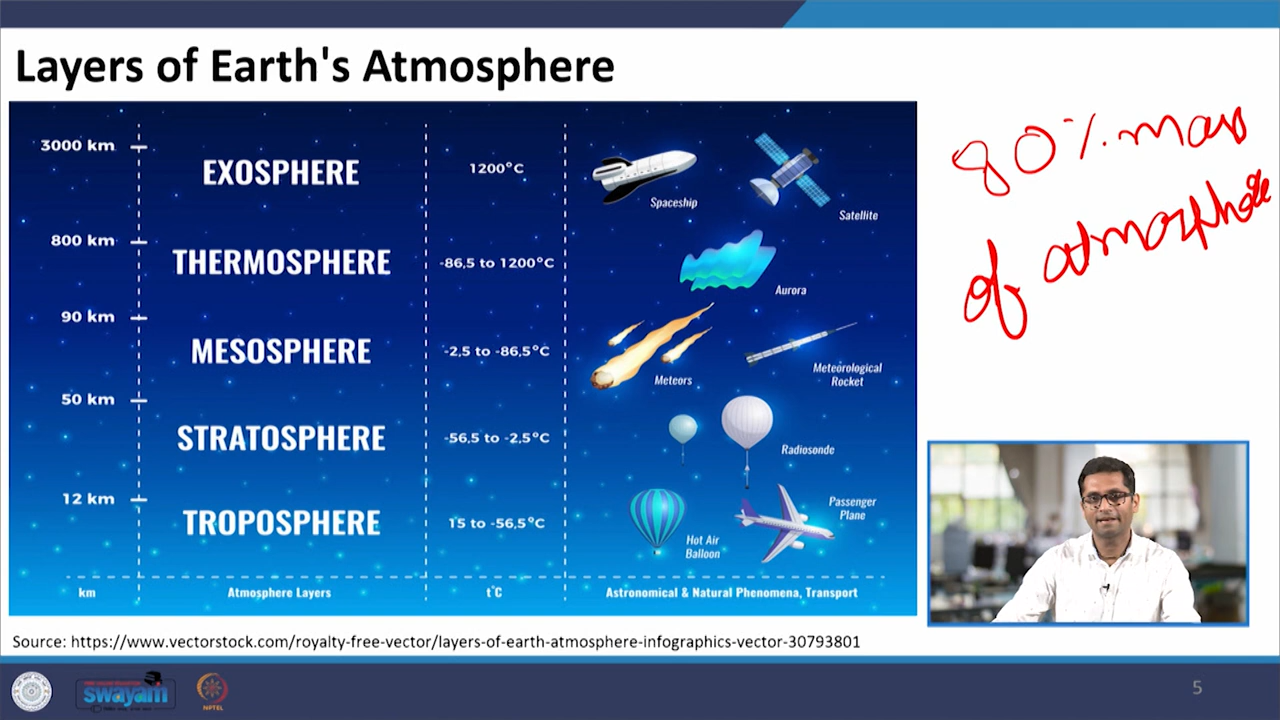 Layers of Earth's Atmosphere
3000 km
EXOSPHERE
1200°C
Spaceship
Satellite
800 km
THERMOSPHERE
-86,5 to 1200°C
Aurora
90 km
MESOSPHERE
-2,5 to -86,5°C
Meteors
Meteorological
Rocket
50 km
STRATOSPHERE
-56,5 to -2,5°C
Radiosonde
12 km
TROPOSPHERE
15 to -56,5°C
Hot Air
Balloon
Passenger
Plane
km
Atmosphere Layers
t°C
Astronomical & Natural Phenomena, Transport
80% mass
of atmosphere
Source: https://www.vectorstock.com/royalty-free-vector/layers-of-earth-atmosphere-infographics-vector-30793801
swayam
NPTEL
5